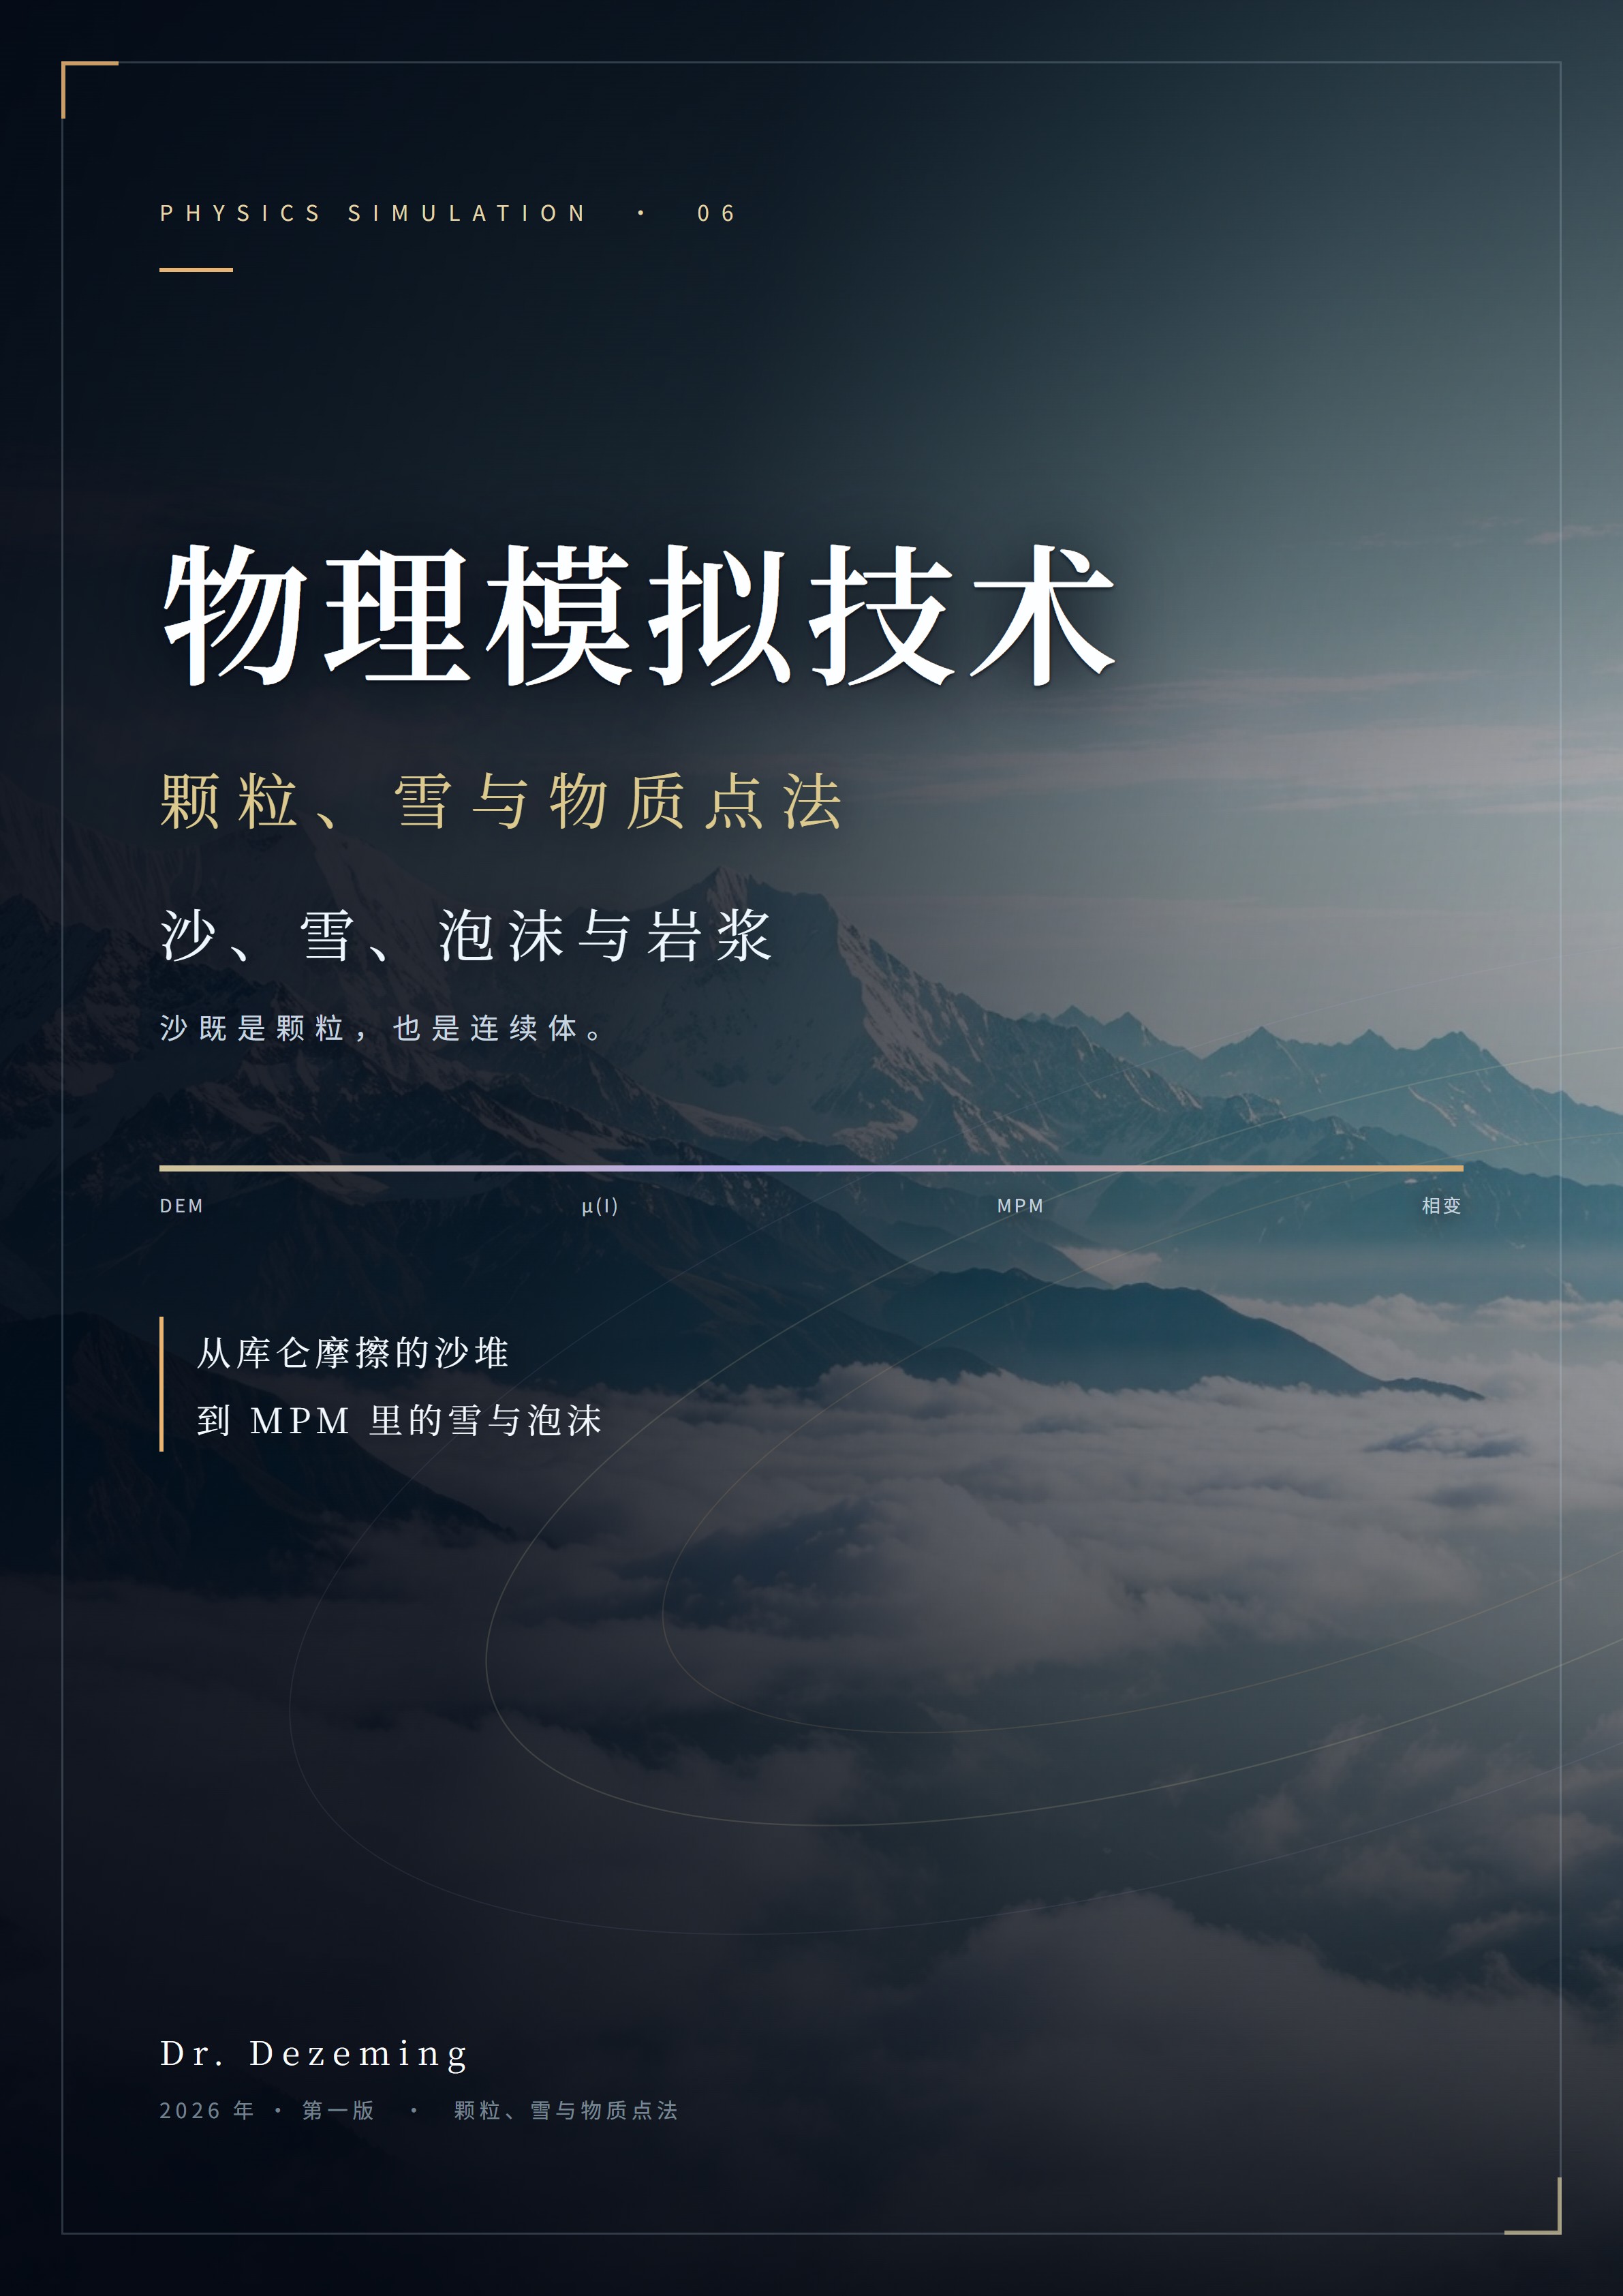 PHYSICS SIMULATION · 06
物理模拟技术
颗粒、雪与物质点法
沙、雪、泡沫与岩浆
沙既是颗粒，也是连续体。
DEM μ(I) MPM 相变
从库仑摩擦的沙堆
到 MPM 里的雪与泡沫
Dr. Dezeming
2026 年 · 第一版 · 颗粒、雪与物质点法